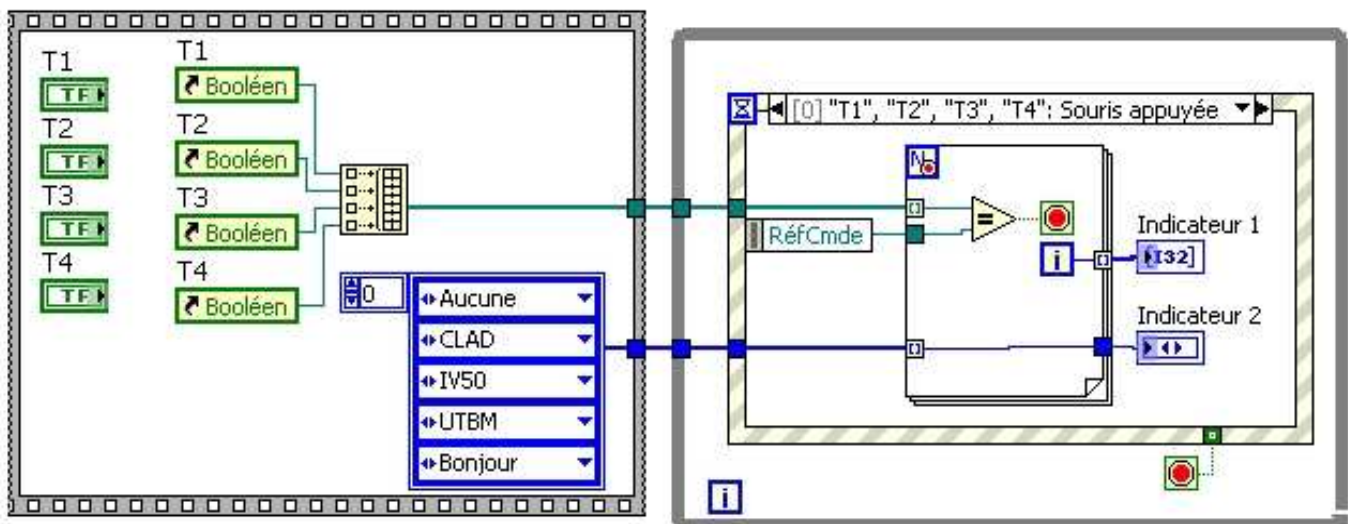 T1
TF
T2
TF
T3
TF
T4
TF
T1
Booléen
T2
Booléen
T3
Booléen
T4
Booléen
0
Aucune
CLAD
IV50
UTBM
Bonjour
[0] "T1", "T2", "T3", "T4": Souris appuyée
N
RéfCmde
=
i
Indicateur 1
[I32]
Indicateur 2
i